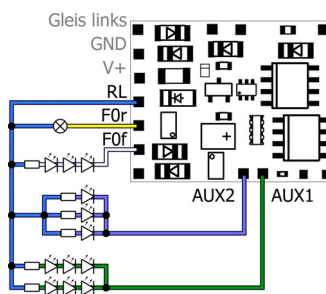 Gleis links
GND
V+
RL
F0r
F0f
AUX2
AUX1
+